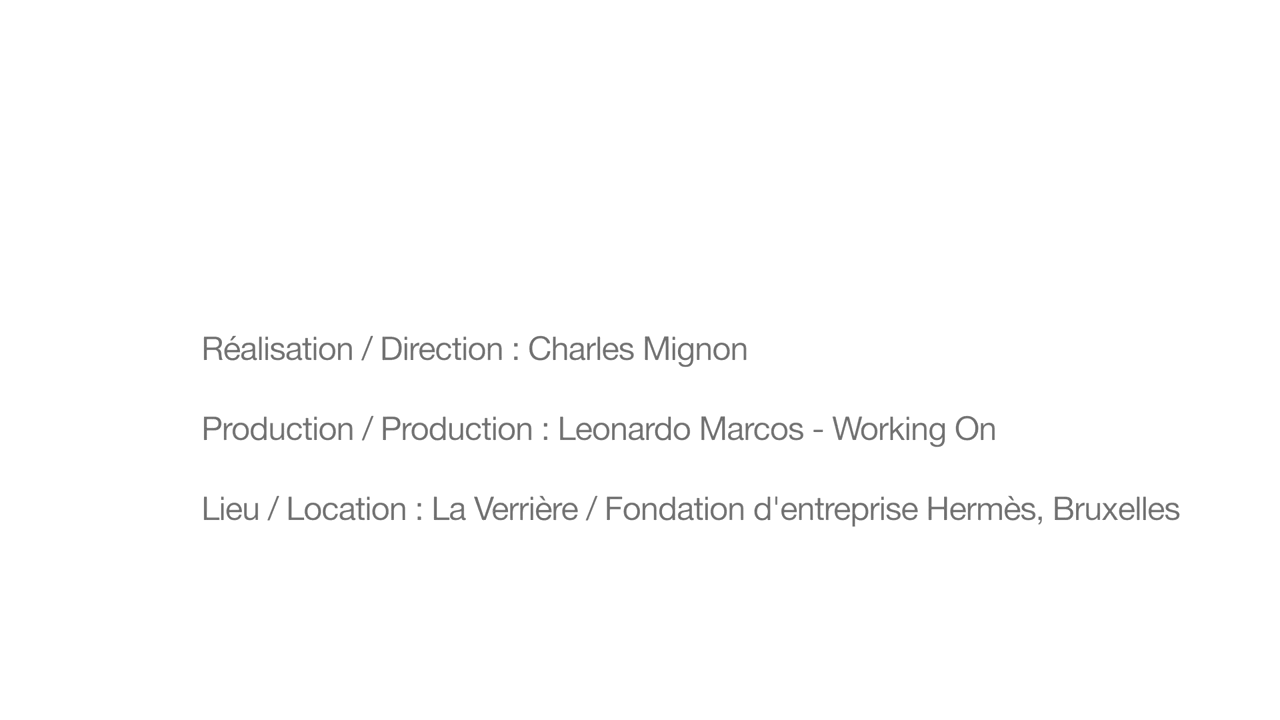 Réalisation / Direction : Charles Mignon
Production / Production : Leonardo Marcos - Working On
Lieu / Location : La Verrière / Fondation d'entreprise Hermès, Bruxelles